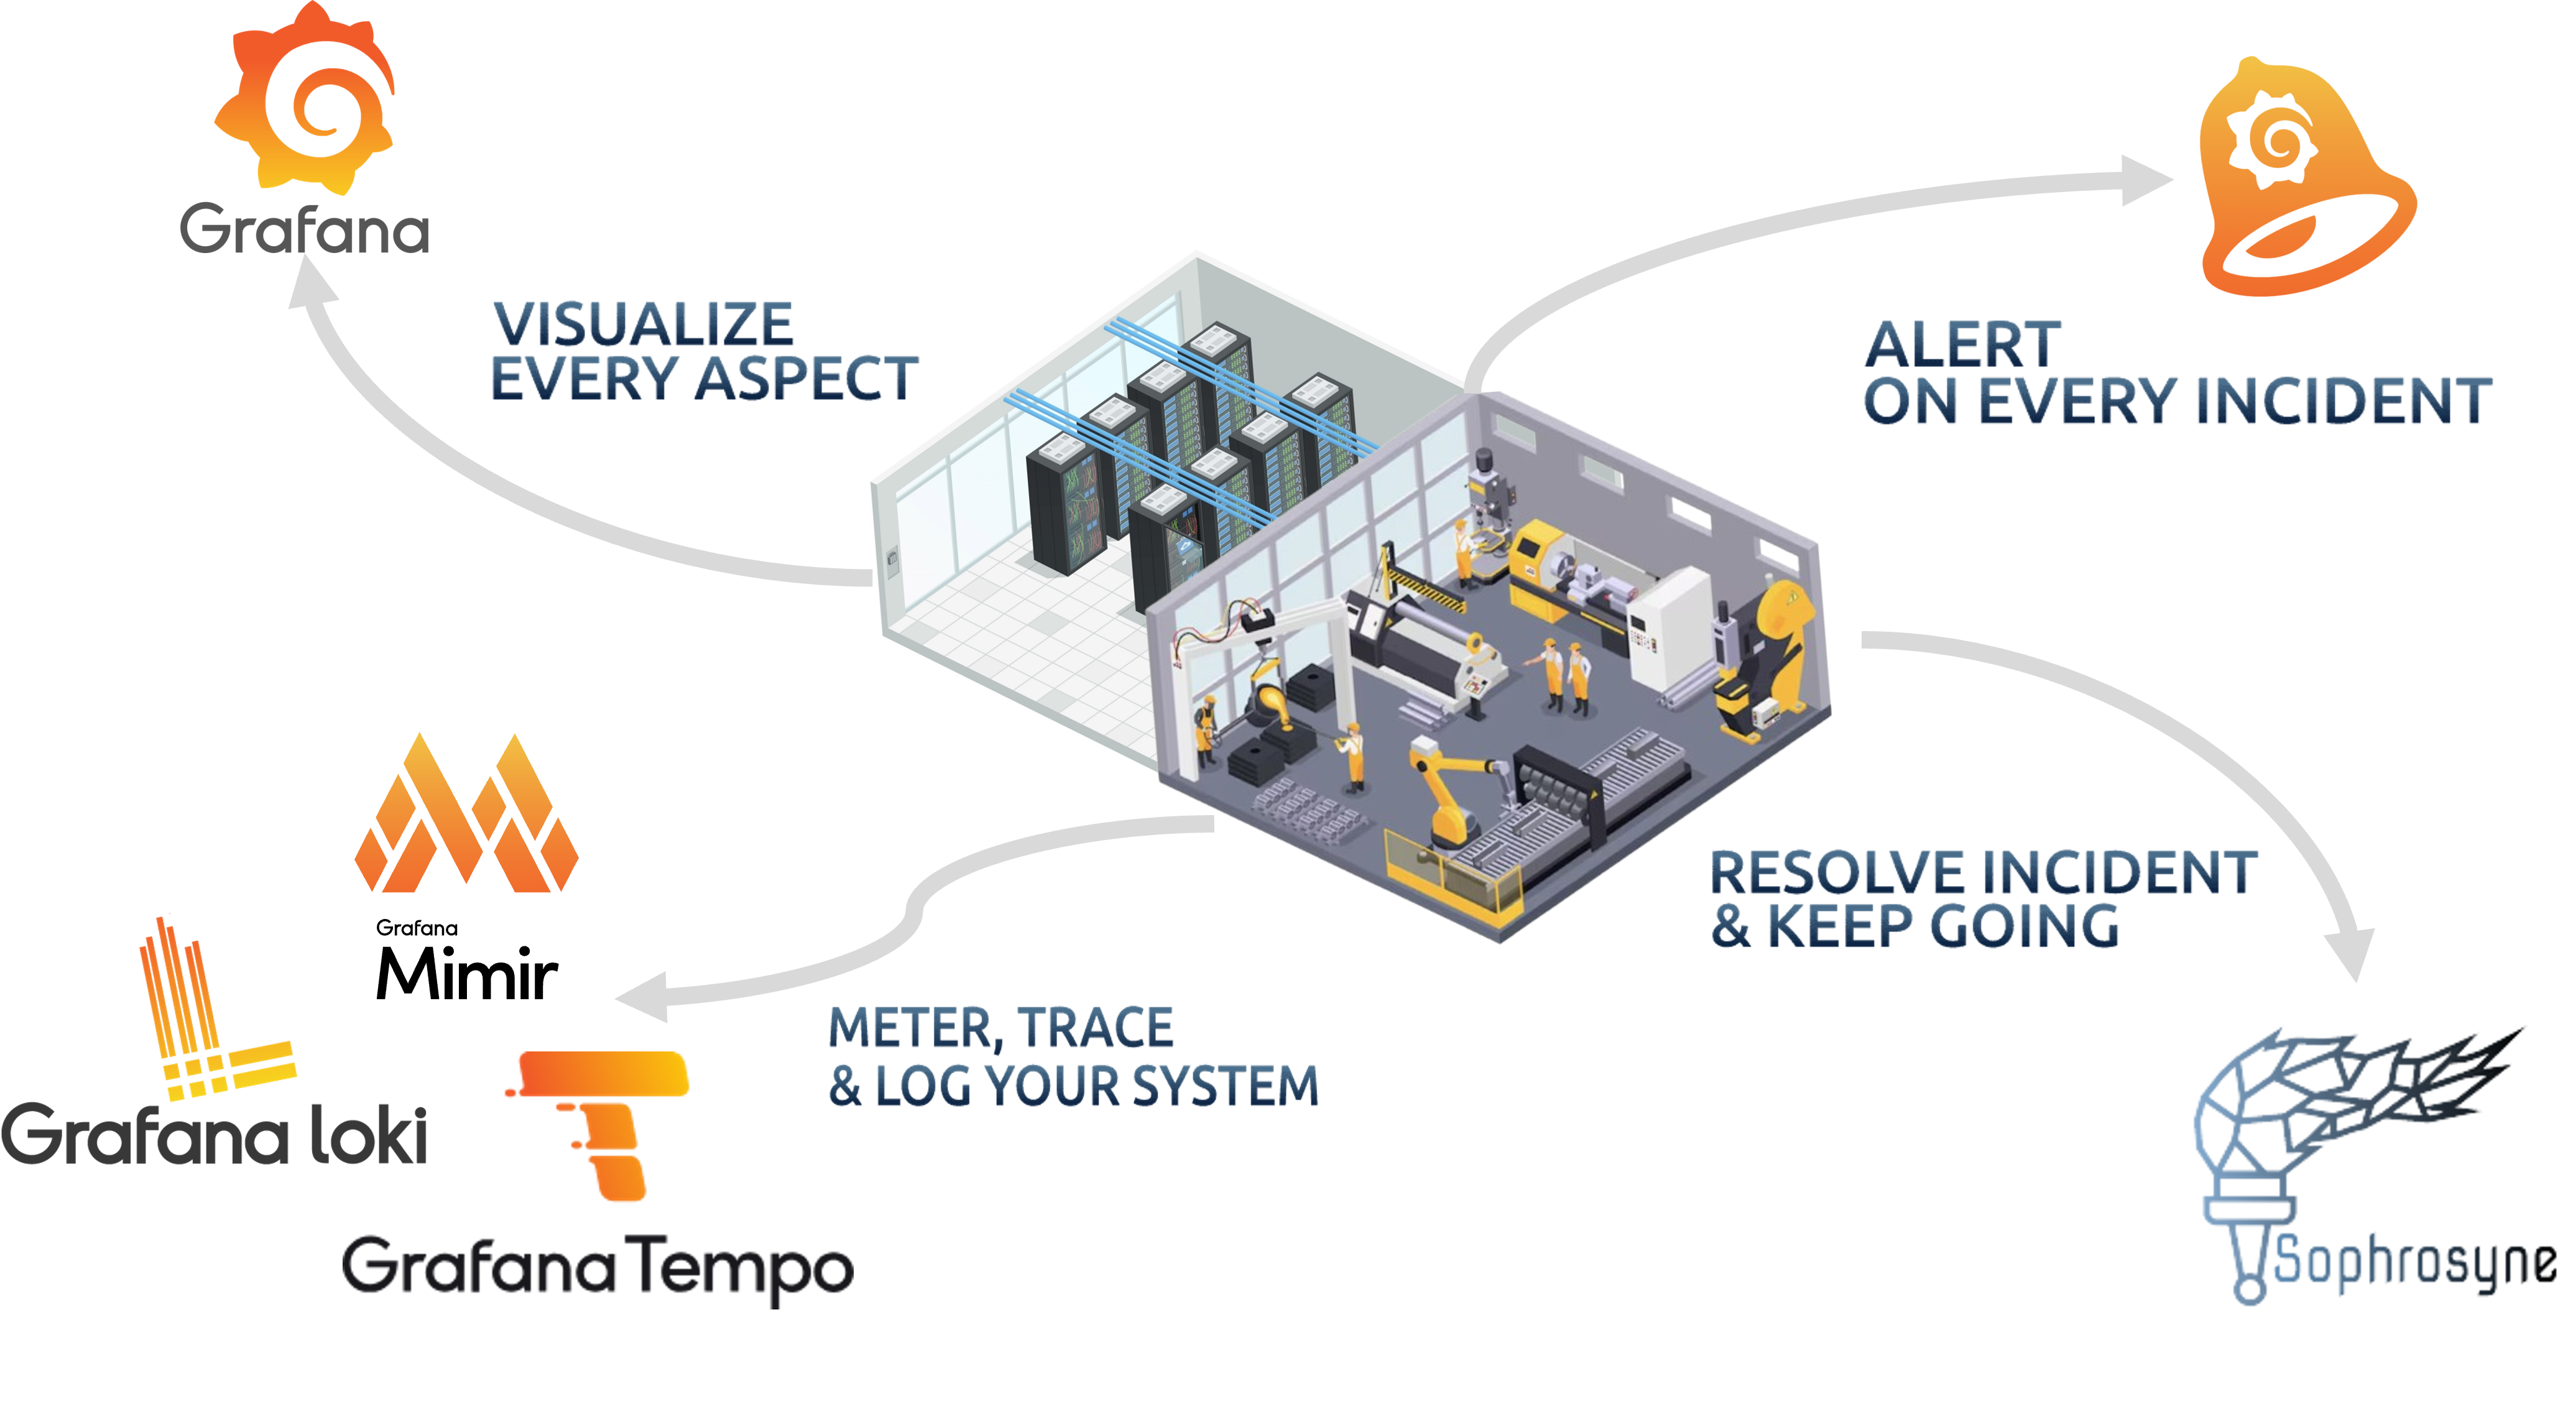 Grafana
VISUALIZE
EVERY ASPECT
ALERT
ON EVERY INCIDENT
Grafana
Mimir
Grafana loki
Grafana Tempo
METER, TRACE
& LOG YOUR SYSTEM
RESOLVE INCIDENT
& KEEP GOING
Sophrosyne